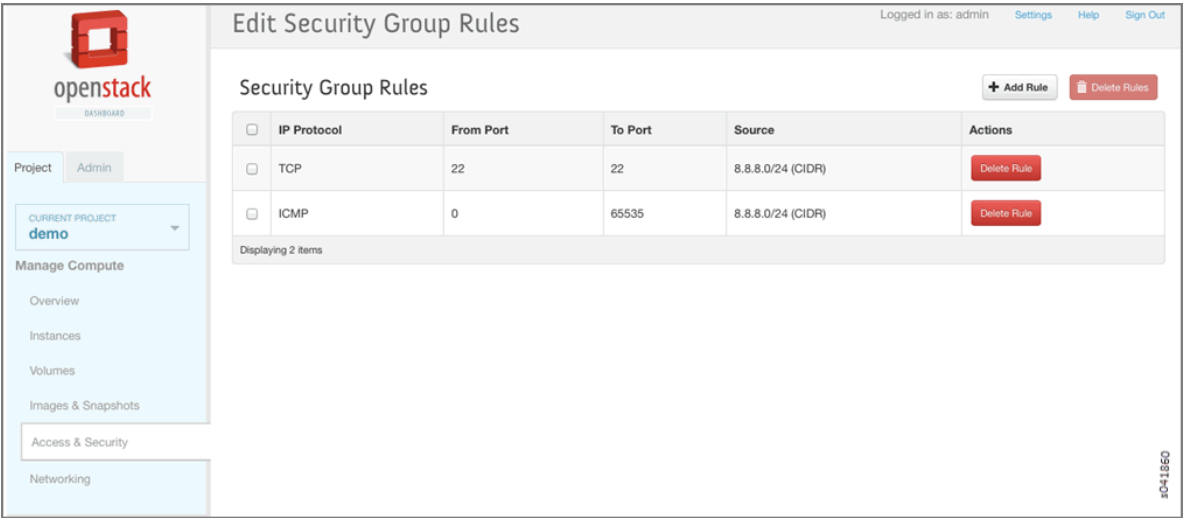 Edit Security Group Rules
Logged in as: admin Settings Help Sign Out
openstack
DASHBOARD
Project Admin
CURRENT PROJECT
demo
Manage Compute
Overview
Instances
Volumes
Images & Snapshots
Access & Security
Networking
Security Group Rules
+ Add Rule Delete Rules
IP Protocol From Port To Port Source Actions
TCP 22 22 8.8.8.0/24 (CIDR) Delete Rule
ICMP 0 65535 8.8.8.0/24 (CIDR) Delete Rule
Displaying 2 items
s041860